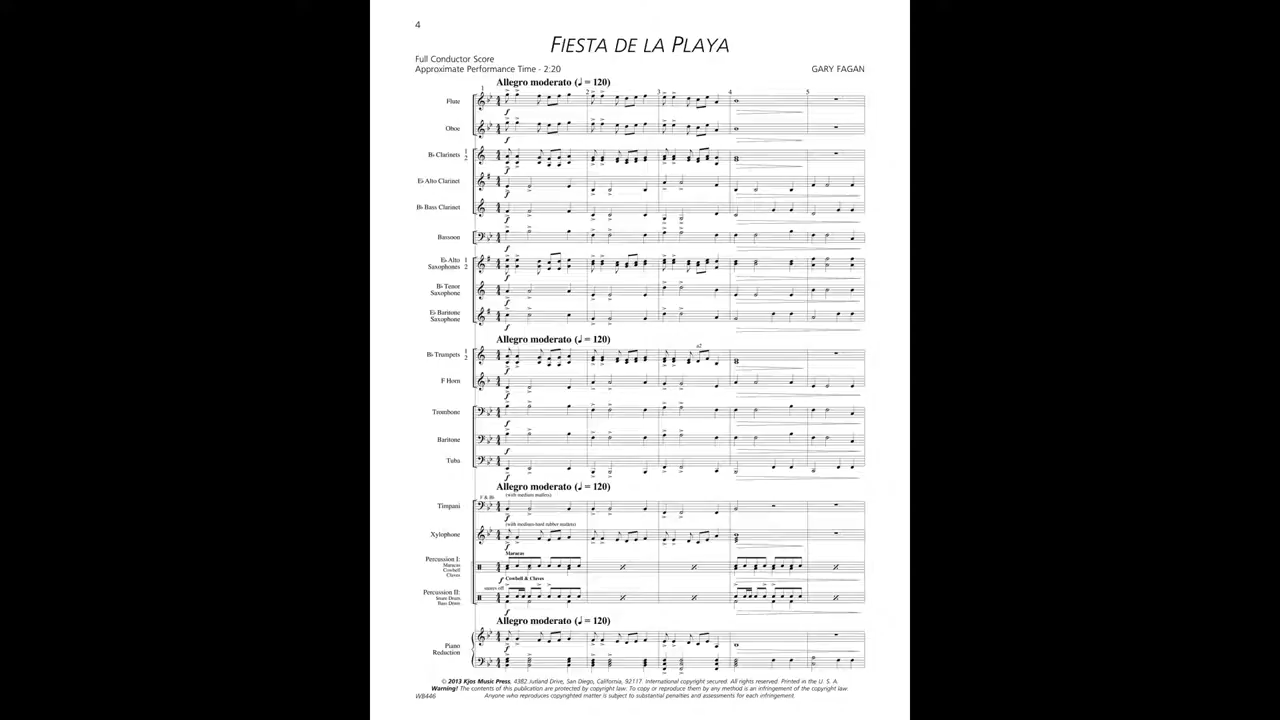 4
FIESTA DE LA PLAYA
Full Conductor Score
Approximate Performance Time - 2:20
GARY FAGAN
Allegro moderato (♩ = 120)
1 2 3 4 5
Flute
Oboe
B♭ Clarinets 1 2
E♭ Alto Clarinet
B♭ Bass Clarinet
Bassoon
E♭ Alto Saxophones 1 2
B♭ Tenor Saxophone
E♭ Baritone Saxophone
Allegro moderato (♩ = 120)
B♭ Trumpets 1 2
a2
F Horn
Trombone
Baritone
Tuba
Allegro moderato (♩ = 120)
F & B♭
(with medium mallets)
Timpani
(with medium-hard rubber mallets)
Xylophone
Maracas
Percussion I:
Maracas
Cowbell
Claves
Cowbell & Claves
snares off
Percussion II:
Snare Drum
Bass Drum
Allegro moderato (♩ = 120)
Piano
Reduction
© 2013 Kjos Music Press, 4382 Jutland Drive, San Diego, California, 92117. International copyright secured. All rights reserved. Printed in the U. S. A.
Warning! The contents of this publication are protected by copyright law. To copy or reproduce them by any method is an infringement of the copyright law.
Anyone who reproduces copyrighted matter is subject to substantial penalties and assessments for each infringement.
WB446